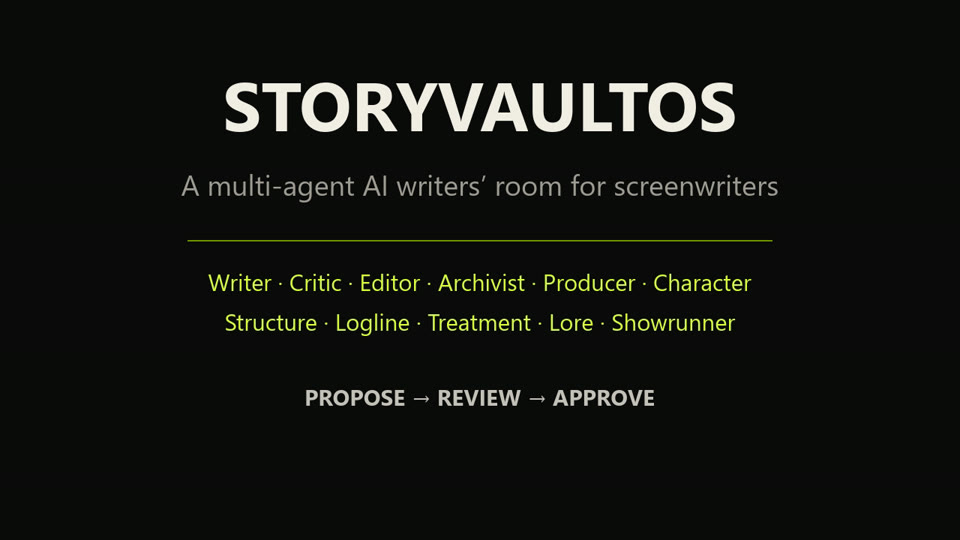 STORYVAULTOS
A multi-agent AI writers’ room for screenwriters
Writer · Critic · Editor · Archivist · Producer · Character
Structure · Logline · Treatment · Lore · Showrunner
PROPOSE → REVIEW → APPROVE